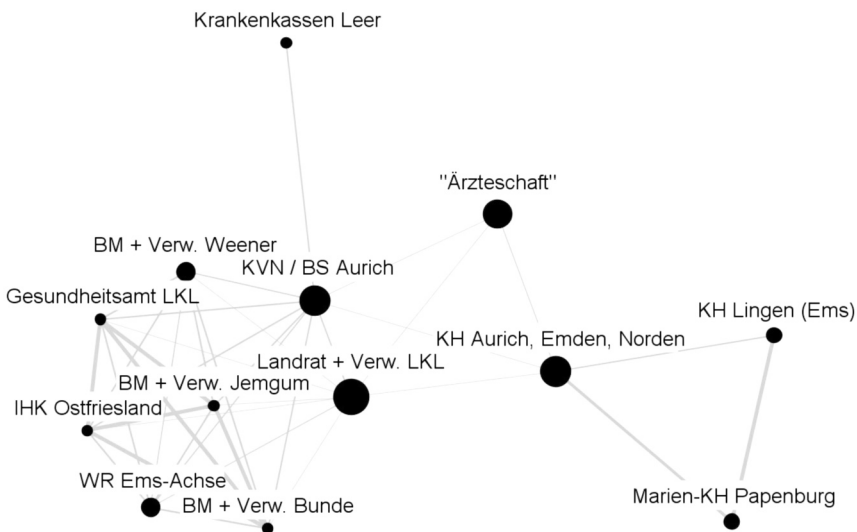 Krankenkassen Leer
"Ärzteschaft"
BM + Verw. Weener
KVN / BS Aurich
Gesundheitsamt LKL
KH Lingen (Ems)
KH Aurich, Emden, Norden
Landrat + Verw. LKL
BM + Verw. Jemgum
IHK Ostfriesland
WR Ems-Achse
Marien-KH Papenburg
BM + Verw. Bunde